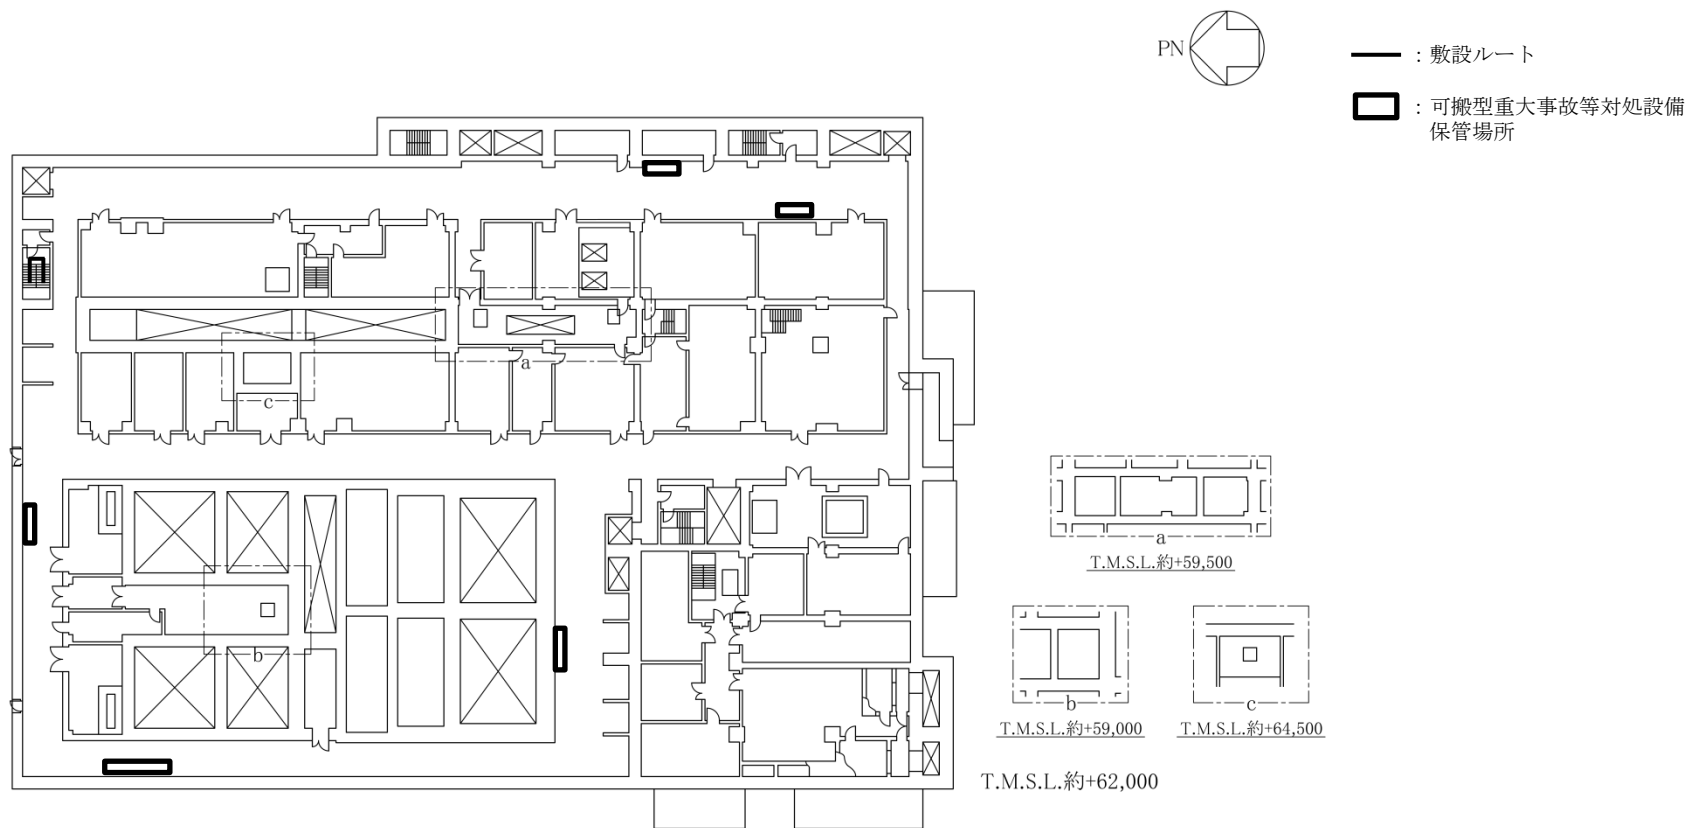 PN
：敷設ルート
：可搬型重大事故等対処設備
保管場所
a
c
b
a
T.M.S.L.約+59,500
b
T.M.S.L.約+59,000
c
T.M.S.L.約+64,500
T.M.S.L.約+62,000